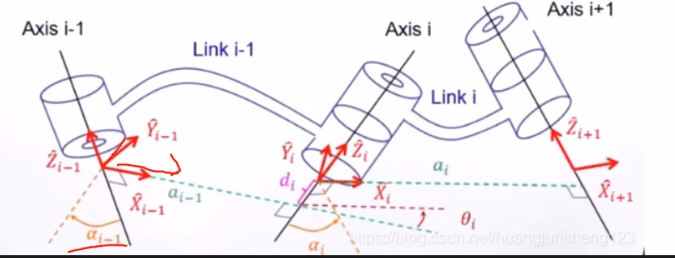 Axis i-1
Link i-1
Axis i
Link i
Axis i+1
Ẑᵢ₋₁
Ŷᵢ₋₁
X̂ᵢ₋₁
aᵢ₋₁
αᵢ₋₁
Ŷᵢ
Ẑᵢ
X̂ᵢ
dᵢ
aᵢ
θᵢ
αᵢ
Ẑᵢ₊₁
X̂ᵢ₊₁
https://blog.csdn.net/huangjunsheng123